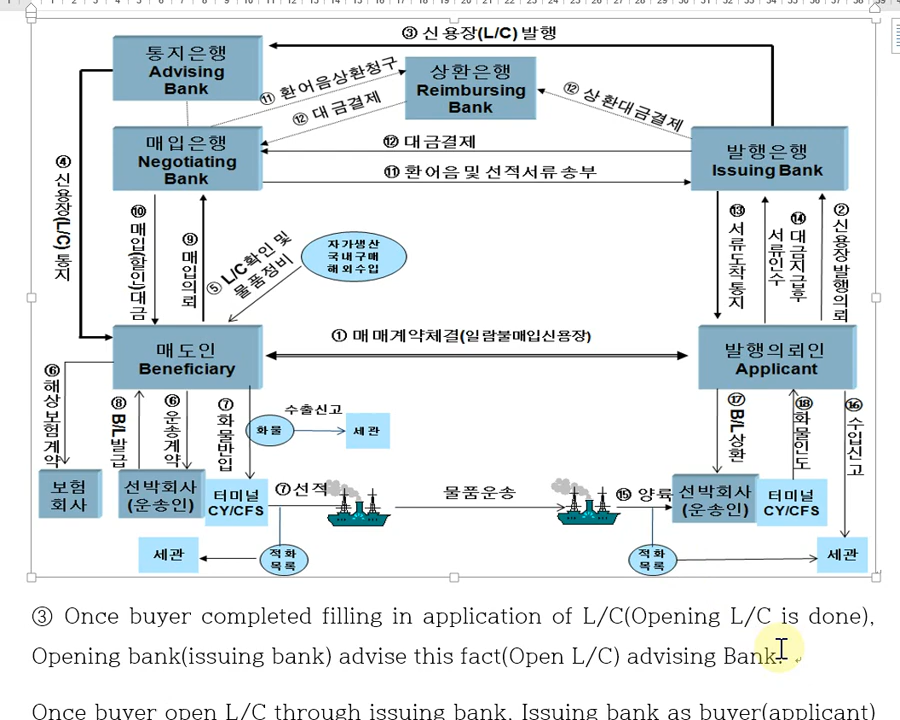 ③ 신용장(L/C) 발행
통지은행
Advising
Bank
상환은행
Reimbursing
Bank
⑪ 환어음상환청구
⑫ 대금결제
⑫ 상환대금결제
매입은행
Negotiating
Bank
⑫ 대금결제
⑪ 환어음 및 선적서류 송부
발행은행
Issuing Bank
④ 신용장(L/C) 통지
⑩ 매입(할인)대금
⑨ 매입의뢰
⑤ L/C확인 및
물품정비
자가생산
국내구매
해외수입
⑬ 서류도착통지
⑭ 대금지급후
서류인수
② 신용장발행의뢰
매도인
Beneficiary
① 매매계약체결(일람불매입신용장)
발행의뢰인
Applicant
⑥ 해상보험계약
⑧ B/L발급
⑥ 운송계약
⑦ 화물반입
화물
수출신고
세관
⑰ B/L상환
⑱ 화물인도
⑯ 수입신고
보험
회사
선박회사
(운송인)
터미널
CY/CFS
⑦ 선적
물품운송
⑮ 양륙
선박회사
(운송인)
터미널
CY/CFS
세관
적화
목록
적화
목록
세관
③ Once buyer completed filling in application of L/C(Opening L/C is done),
Opening bank(issuing bank) advise this fact(Open L/C) advising Bank.
Once buyer open L/C through issuing bank, Issuing bank as buyer(applicant)